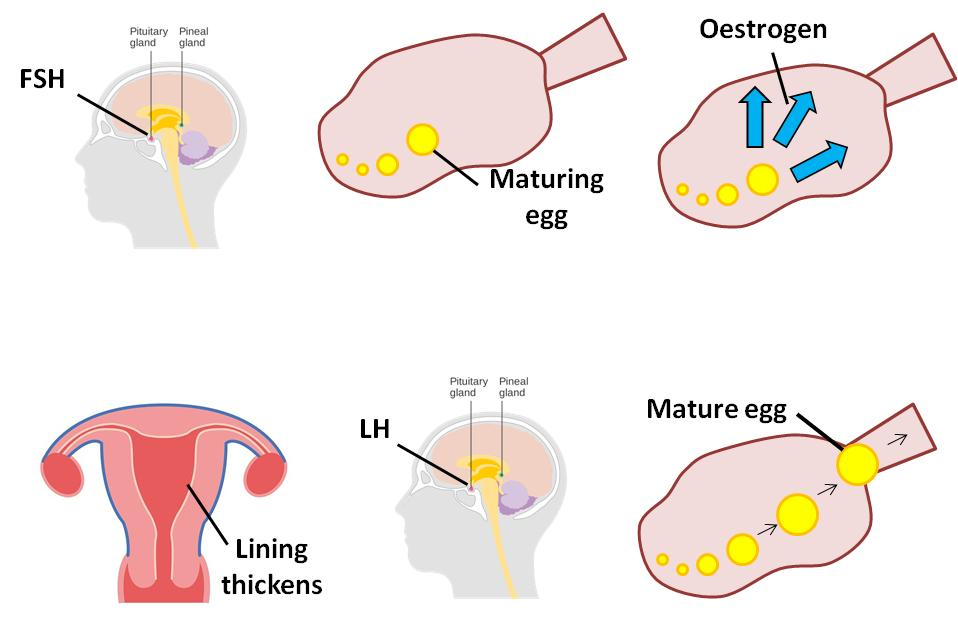 Pituitary
gland
Pineal
gland
FSH
Maturing
egg
Oestrogen
Lining
thickens
Pituitary
gland
Pineal
gland
LH
Mature egg